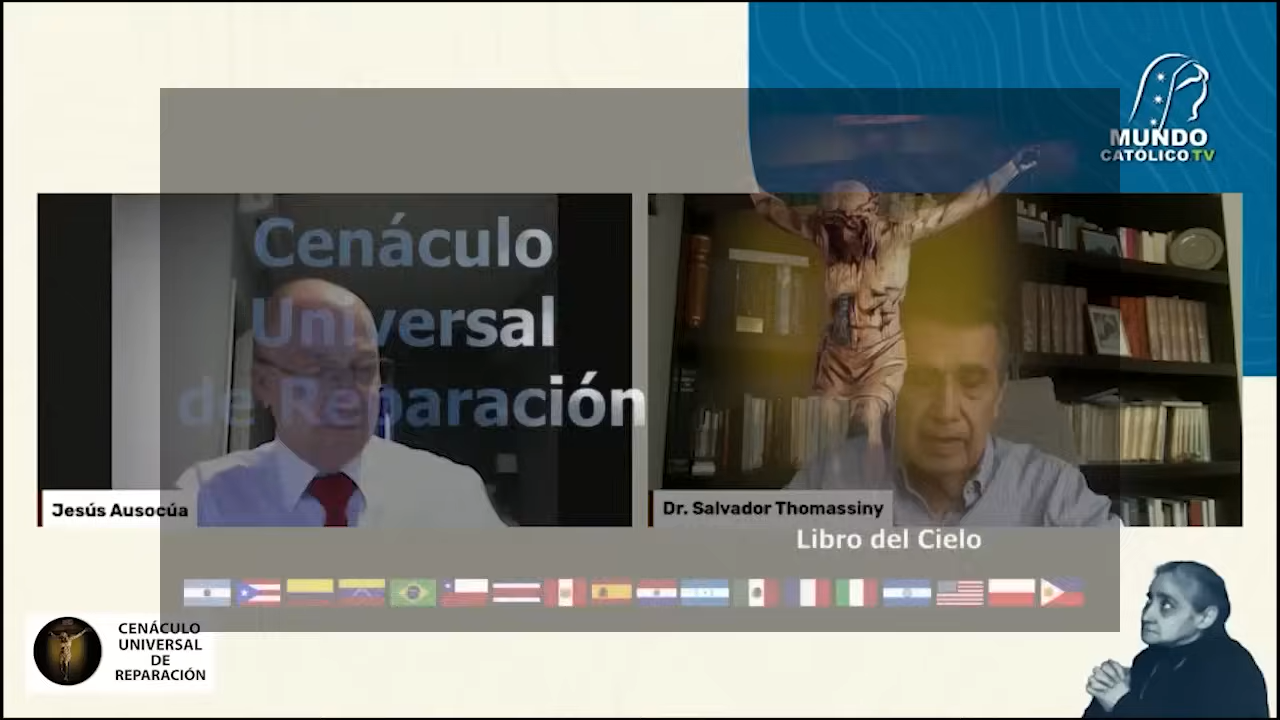 MUNDO
CATÓLICO TV
Cenáculo
Universal
de Reparación
Jesús Ausocúa
Dr. Salvador Thomassiny
Libro del Cielo
CENÁCULO
UNIVERSAL
DE
REPARACIÓN